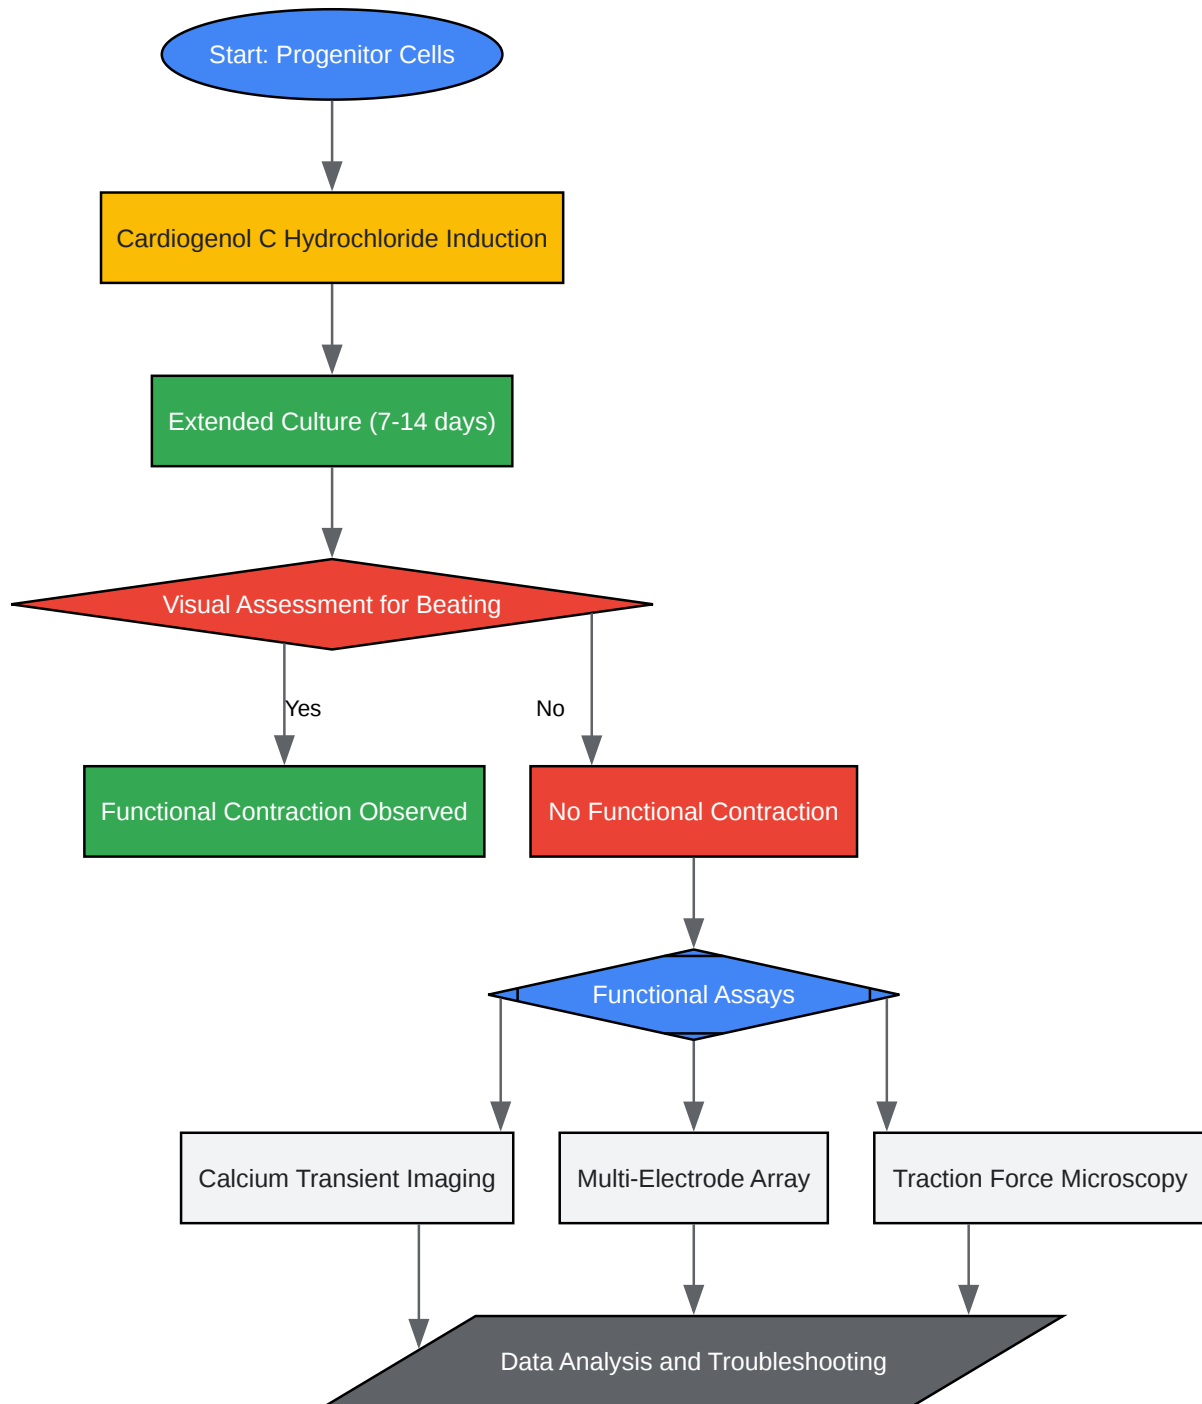 Start: Progenitor Cells
Cardiogenol C Hydrochloride Induction
Extended Culture (7-14 days)
Visual Assessment for Beating
Yes
No
Functional Contraction Observed
No Functional Contraction
Functional Assays
Calcium Transient Imaging
Multi-Electrode Array
Traction Force Microscopy
Data Analysis and Troubleshooting